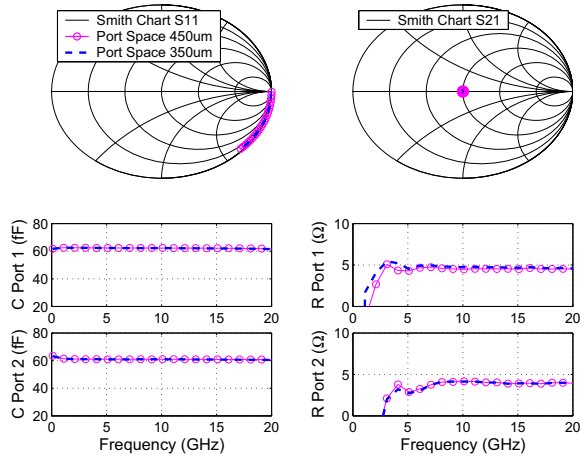 Smith Chart S11
Port Space 450um
Port Space 350um
Smith Chart S21
C Port 1 (fF)
80
60
40
20
0 5 10 15 20
R Port 1 (Ω)
10
5
0
0 5 10 15 20
C Port 2 (fF)
80
60
40
20
0 5 10 15 20
Frequency (GHz)
R Port 2 (Ω)
10
5
0
0 5 10 15 20
Frequency (GHz)